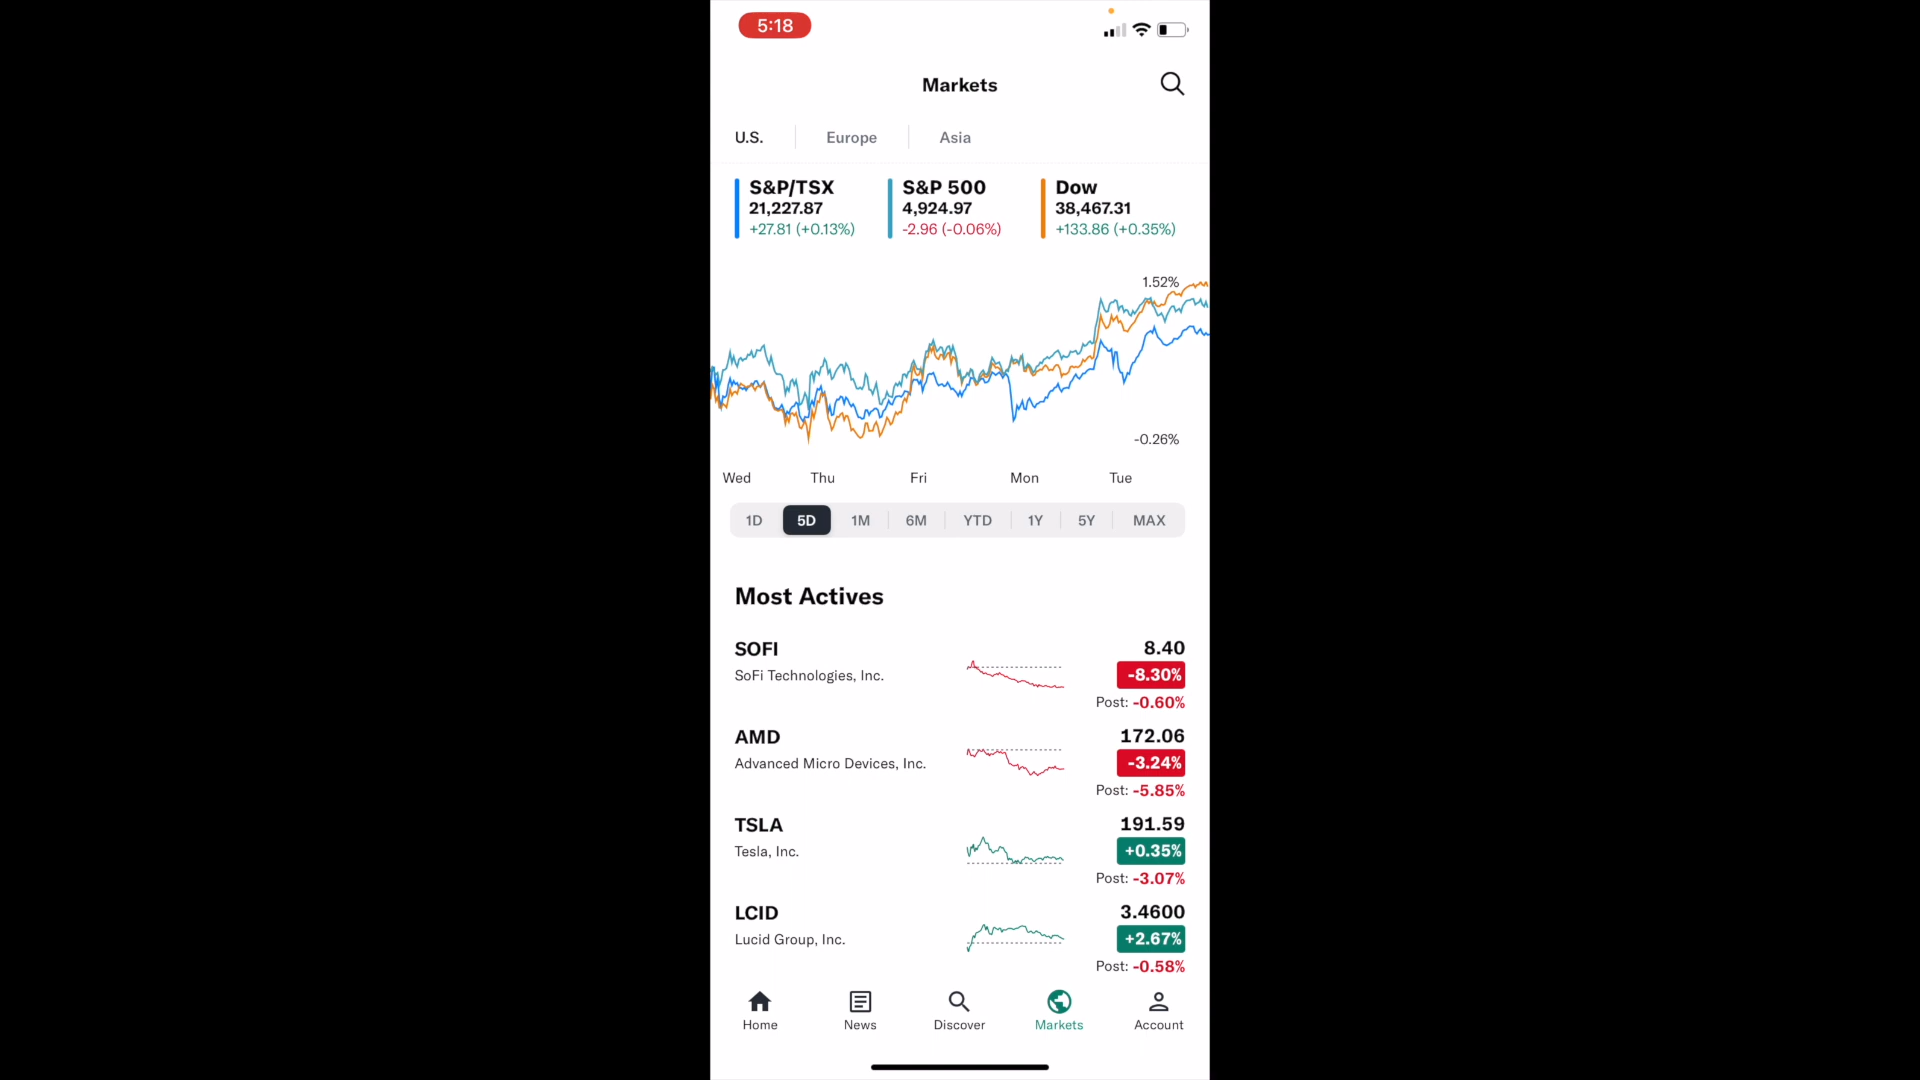 5:18
Markets
U.S.
Europe
Asia
S&P/TSX
21,227.87
+27.81 (+0.13%)
S&P 500
4,924.97
-2.96 (-0.06%)
Dow
38,467.31
+133.86 (+0.35%)
1.52%
-0.26%
Wed Thu Fri Mon Tue
1D 5D 1M 6M YTD 1Y 5Y MAX
Most Actives
SOFI
SoFi Technologies, Inc.
8.40
-8.30%
Post: -0.60%
AMD
Advanced Micro Devices, Inc.
172.06
-3.24%
Post: -5.85%
TSLA
Tesla, Inc.
191.59
+0.35%
Post: -3.07%
LCID
Lucid Group, Inc.
3.4600
+2.67%
Post: -0.58%
Home News Discover Markets Account